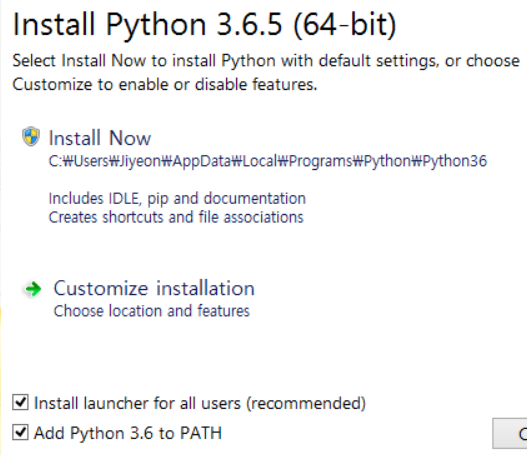 Install Python 3.6.5 (64-bit)
Select Install Now to install Python with default settings, or choose
Customize to enable or disable features.
Install Now
C:₩Users₩Jiyeon₩AppData₩Local₩Programs₩Python₩Python36
Includes IDLE, pip and documentation
Creates shortcuts and file associations
Customize installation
Choose location and features
Install launcher for all users (recommended)
Add Python 3.6 to PATH